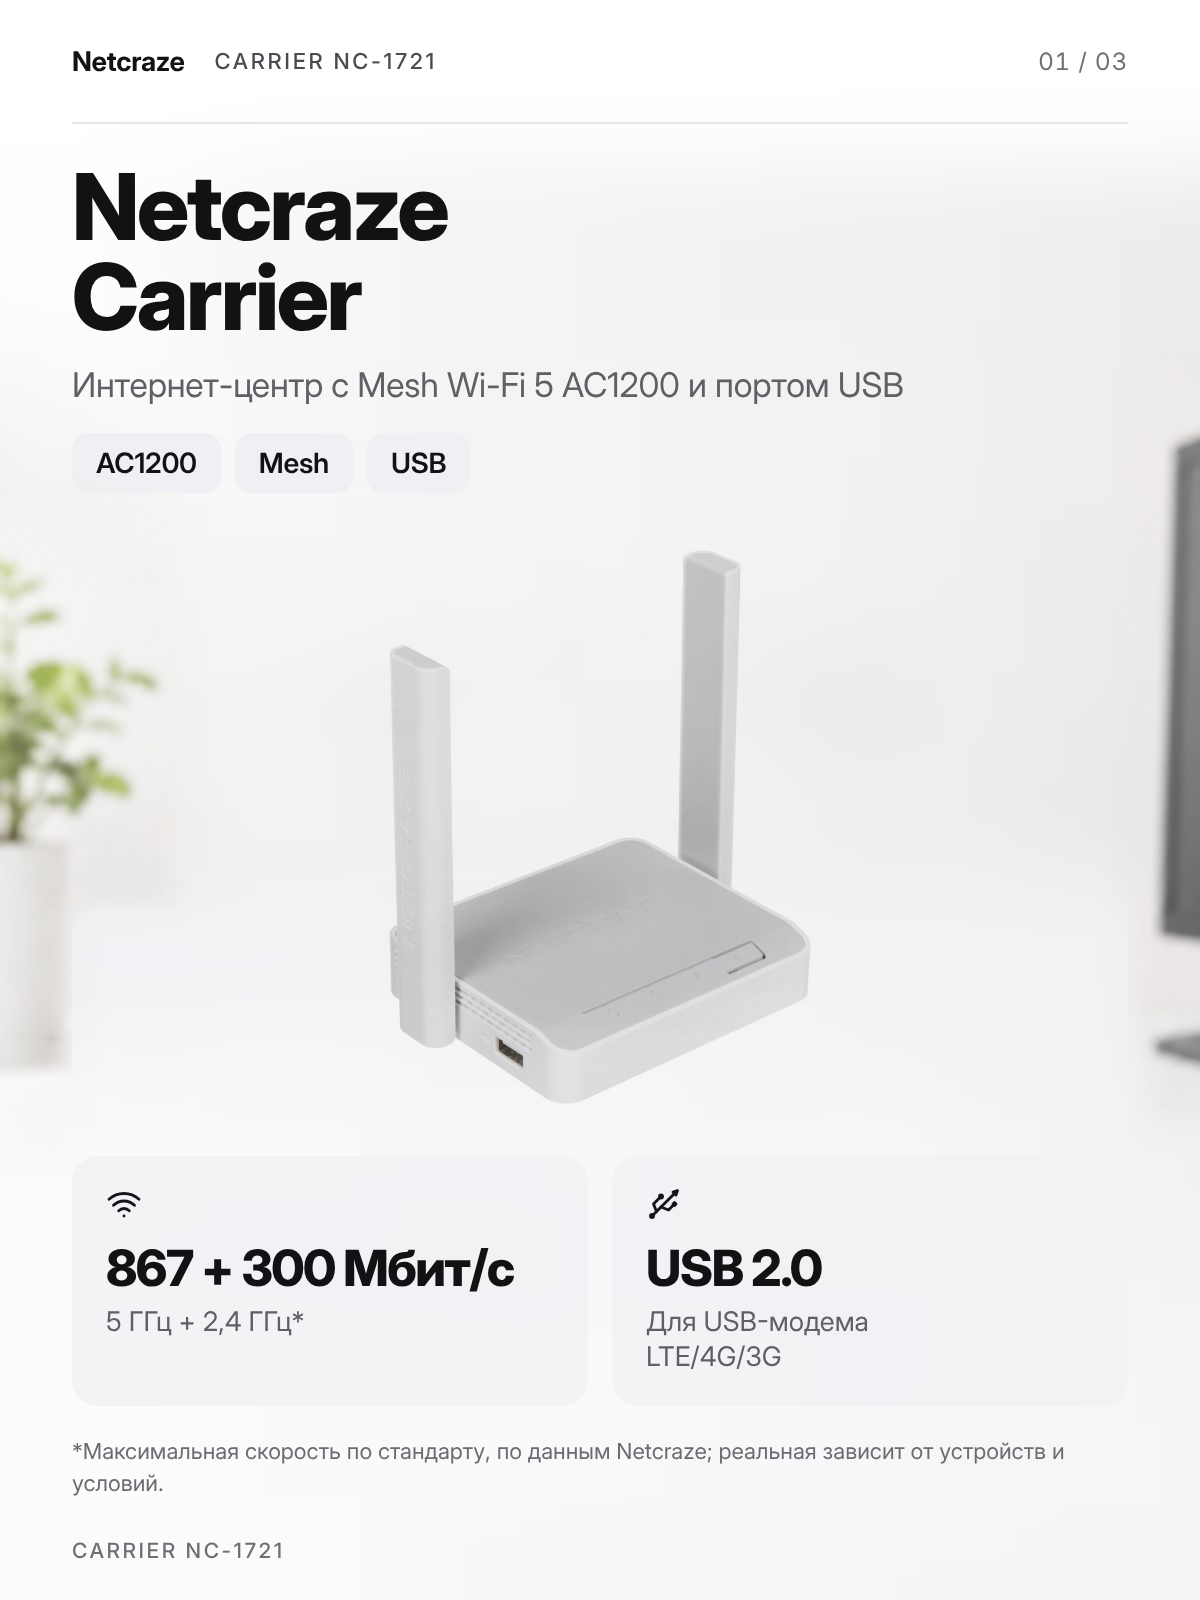 Netcraze CARRIER NC-1721 01 / 03
Netcraze
Carrier
Интернет-центр с Mesh Wi-Fi 5 AC1200 и портом USB
AC1200 Mesh USB
NETCRAZE
NETCRAZE
867 + 300 Мбит/с
5 ГГц + 2,4 ГГц*
USB 2.0
Для USB-модема
LTE/4G/3G
*Максимальная скорость по стандарту, по данным Netcraze; реальная зависит от устройств и
условий.
CARRIER NC-1721